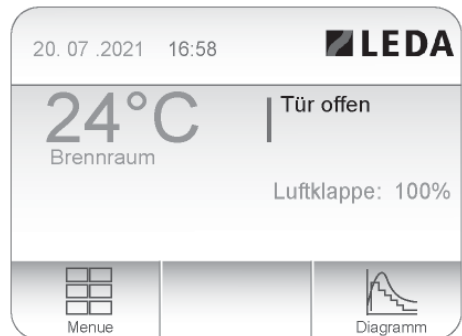 20. 07 .2021 16:58 LEDA
24°C Tür offen
Brennraum
Luftklappe: 100%
Menue Diagramm